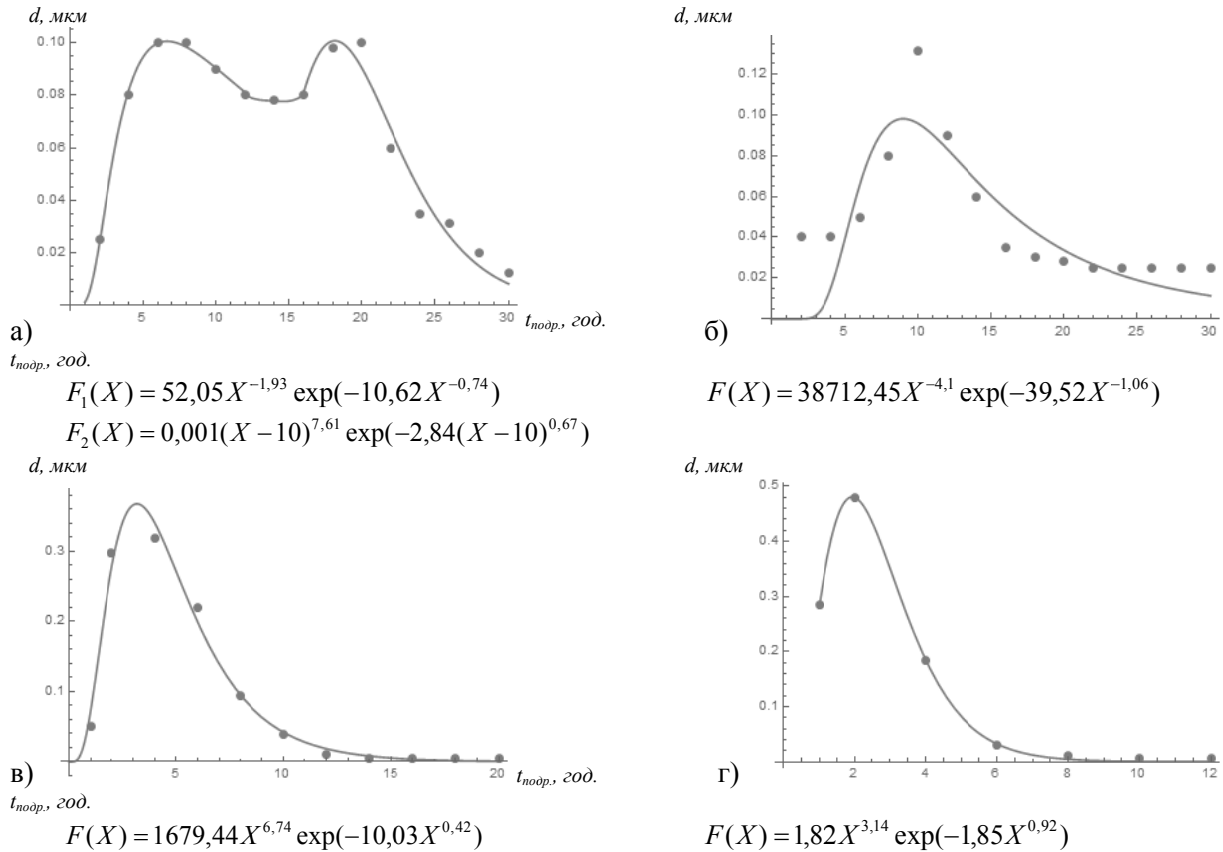 d, мкм
0.10
0.08
0.06
0.04
0.02
5 10 15 20 25 30
t подр., год.
а)
t подр., год.
F₁(X) = 52,05X^{−1,93} exp(−10,62X^{−0,74})
F₂(X) = 0,001(X − 10)^{7,61} exp(−2,84(X − 10)^{0,67})
d, мкм
0.12
0.10
0.08
0.06
0.04
0.02
5 10 15 20 25 30
б)
F(X) = 38712,45X^{−4,1} exp(−39,52X^{−1,06})
d, мкм
0.3
0.2
0.1
5 10 15 20
t подр., год.
в)
t подр., год.
F(X) = 1679,44X^{6,74} exp(−10,03X^{0,42})
d, мкм
0.5
0.4
0.3
0.2
0.1
2 4 6 8 10 12
г)
F(X) = 1,82X^{3,14} exp(−1,85X^{0,92})